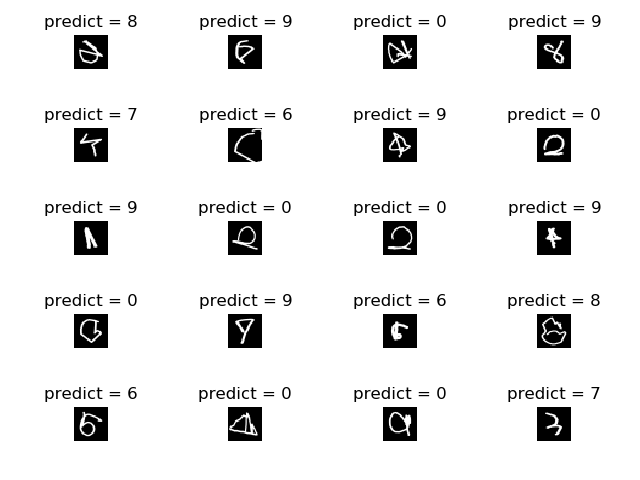 predict = 8 predict = 9 predict = 0 predict = 9
predict = 7 predict = 6 predict = 9 predict = 0
predict = 9 predict = 0 predict = 0 predict = 9
predict = 0 predict = 9 predict = 6 predict = 8
predict = 6 predict = 0 predict = 0 predict = 7